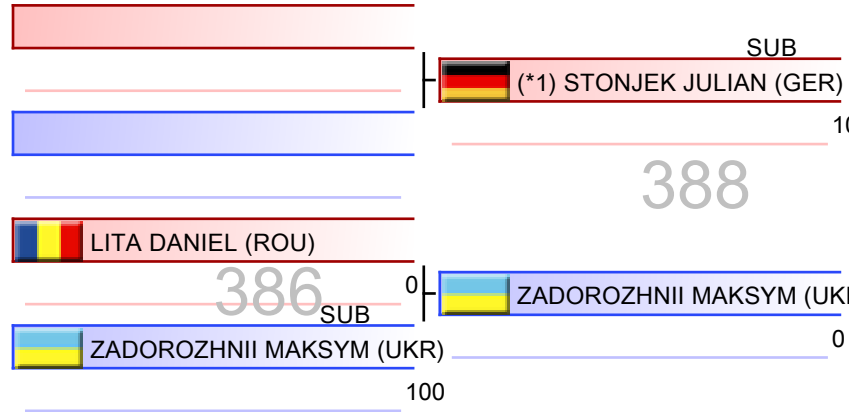 SUB
(*1) STONJEK JULIAN (GER)
10
388
LITA DANIEL (ROU)
386
0
SUB
ZADOROZHNII MAKSYM (UKR)
100
ZADOROZHNII MAKSYM (UK
0